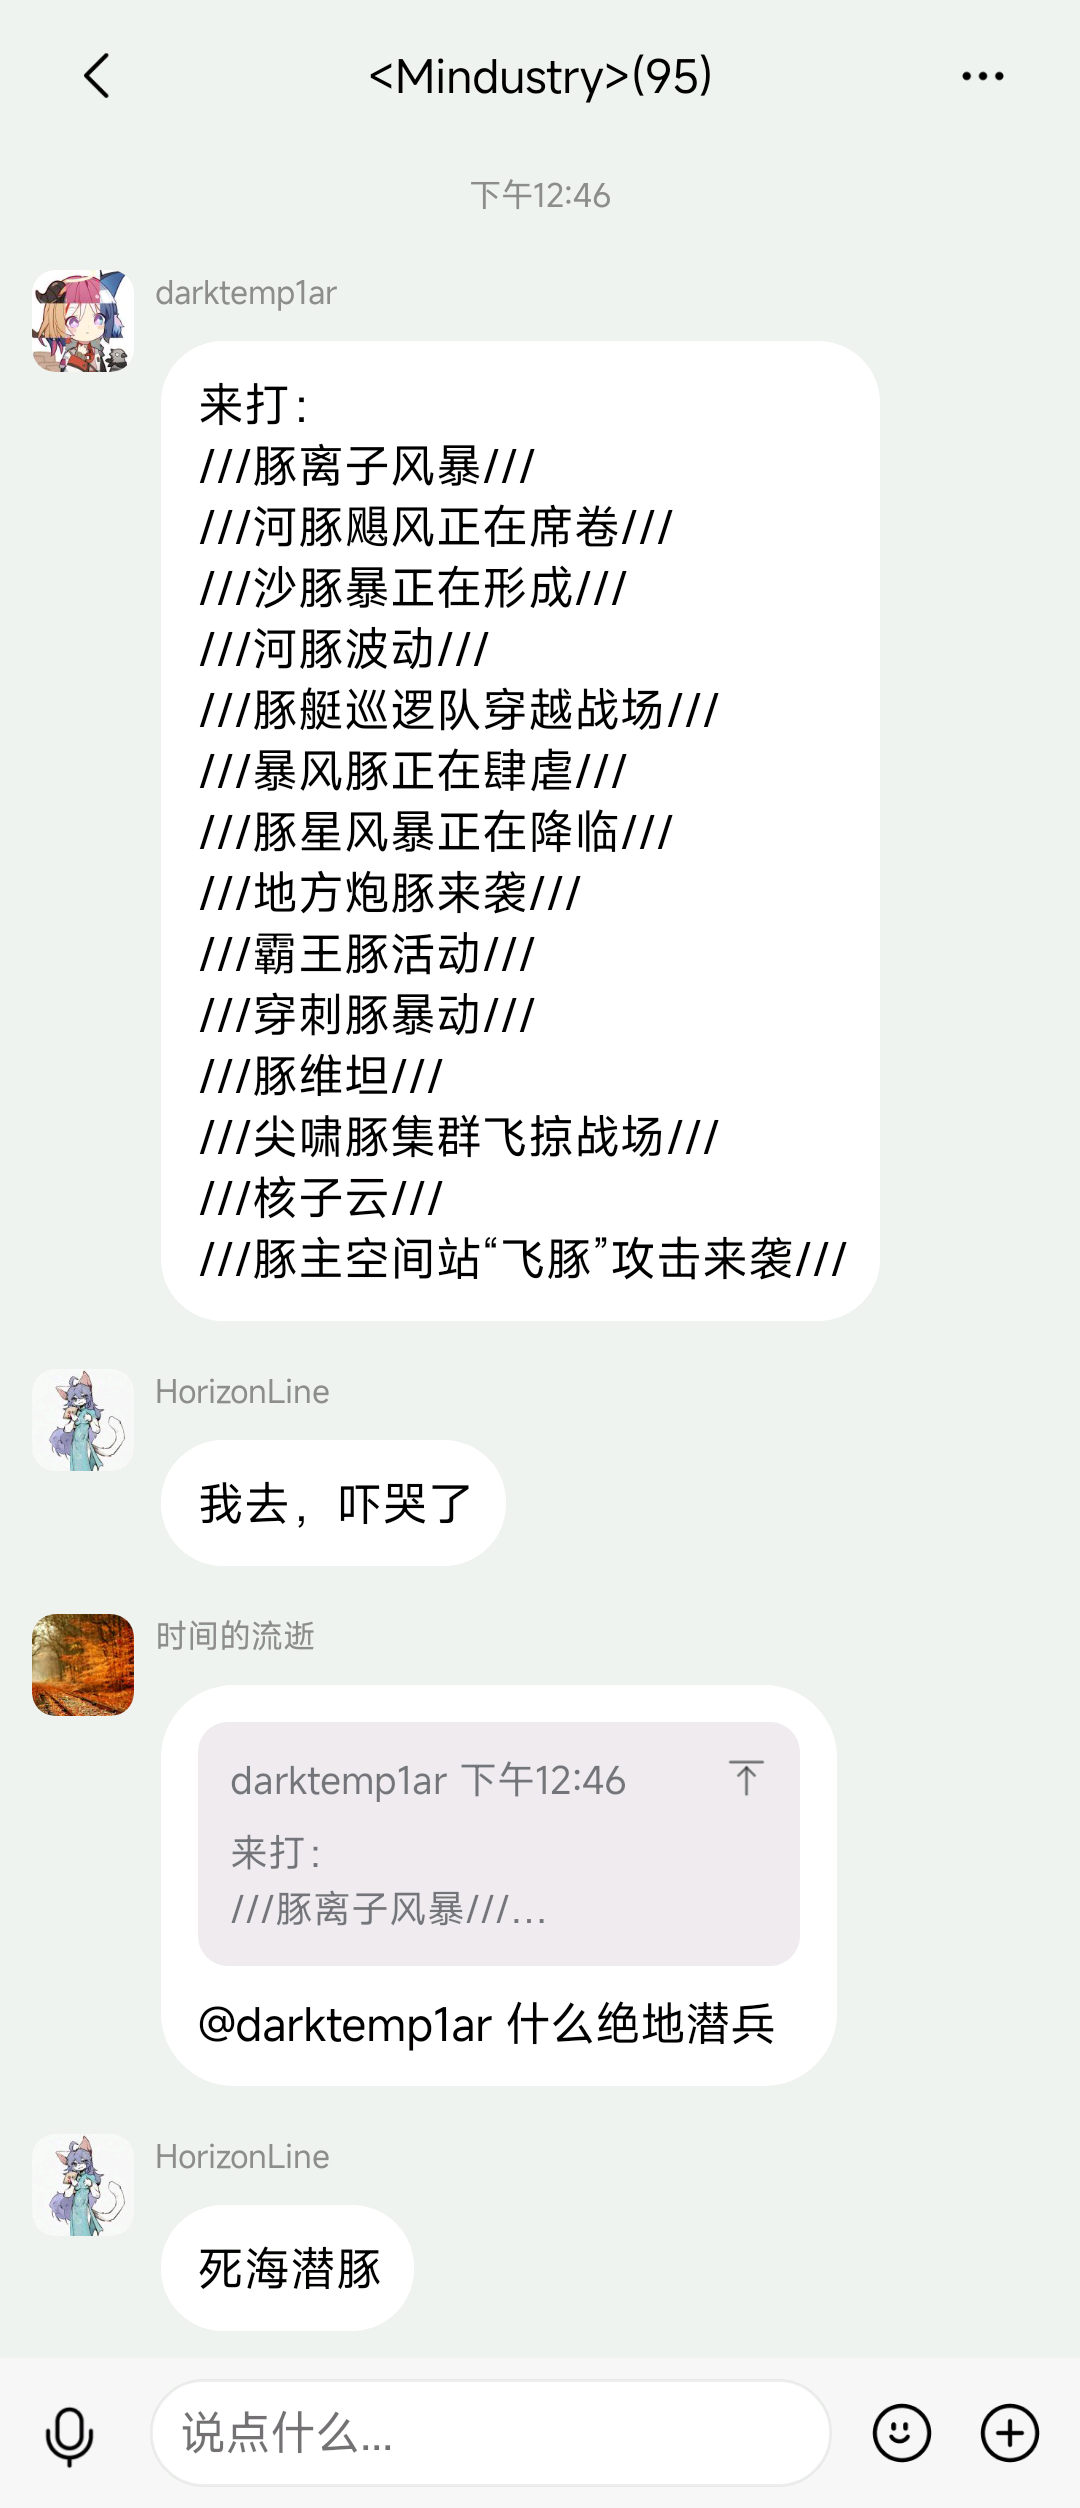 <Mindustry>(95)
下午12:46
darktemp1ar
来打：
///豚离子风暴///
///河豚飓风正在席卷///
///沙豚暴正在形成///
///河豚波动///
///豚艇巡逻队穿越战场///
///暴风豚正在肆虐///
///豚星风暴正在降临///
///地方炮豚来袭///
///霸王豚活动///
///穿刺豚暴动///
///豚维坦///
///尖啸豚集群飞掠战场///
///核子云///
///豚主空间站“飞豚”攻击来袭///
HorizonLine
我去，吓哭了
时间的流逝
darktemp1ar 下午12:46
来打：
///豚离子风暴///...
@darktemp1ar 什么绝地潜兵
HorizonLine
死海潜豚
说点什么...